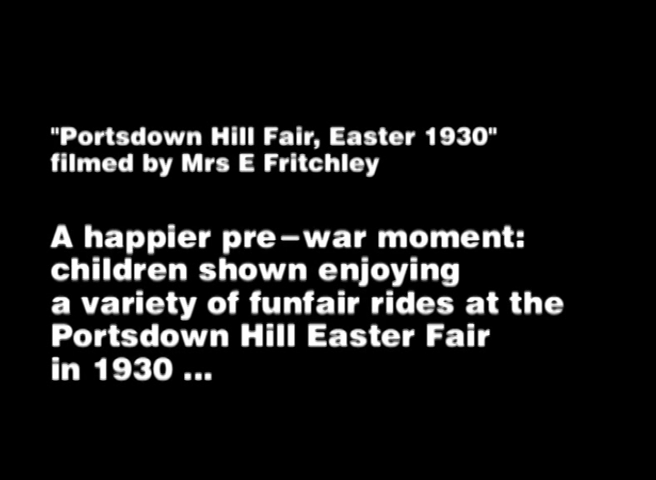 "Portsdown Hill Fair, Easter 1930"
filmed by Mrs E Fritchley
A happier pre–war moment:
children shown enjoying
a variety of funfair rides at the
Portsdown Hill Easter Fair
in 1930 ...